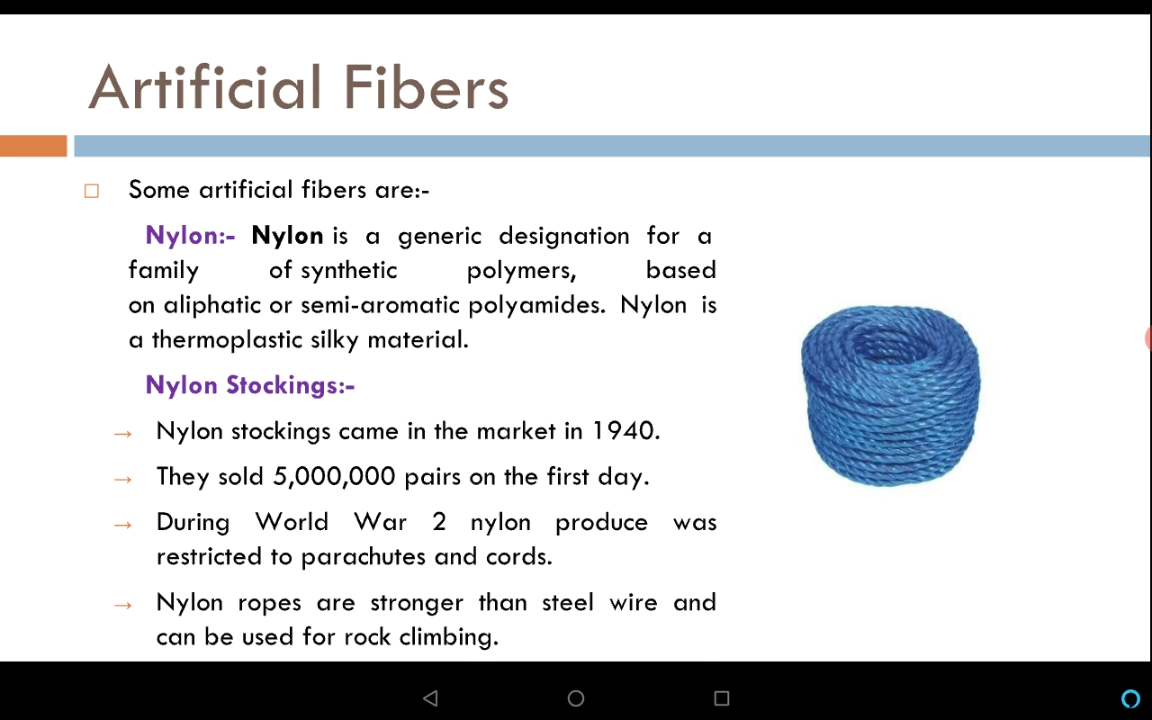 Artificial Fibers
Some artificial fibers are:-
Nylon:- Nylon is a generic designation for a
family of synthetic polymers, based
on aliphatic or semi-aromatic polyamides. Nylon is
a thermoplastic silky material.
Nylon Stockings:-
→ Nylon stockings came in the market in 1940.
→ They sold 5,000,000 pairs on the first day.
→ During World War 2 nylon produce was
restricted to parachutes and cords.
→ Nylon ropes are stronger than steel wire and
can be used for rock climbing.